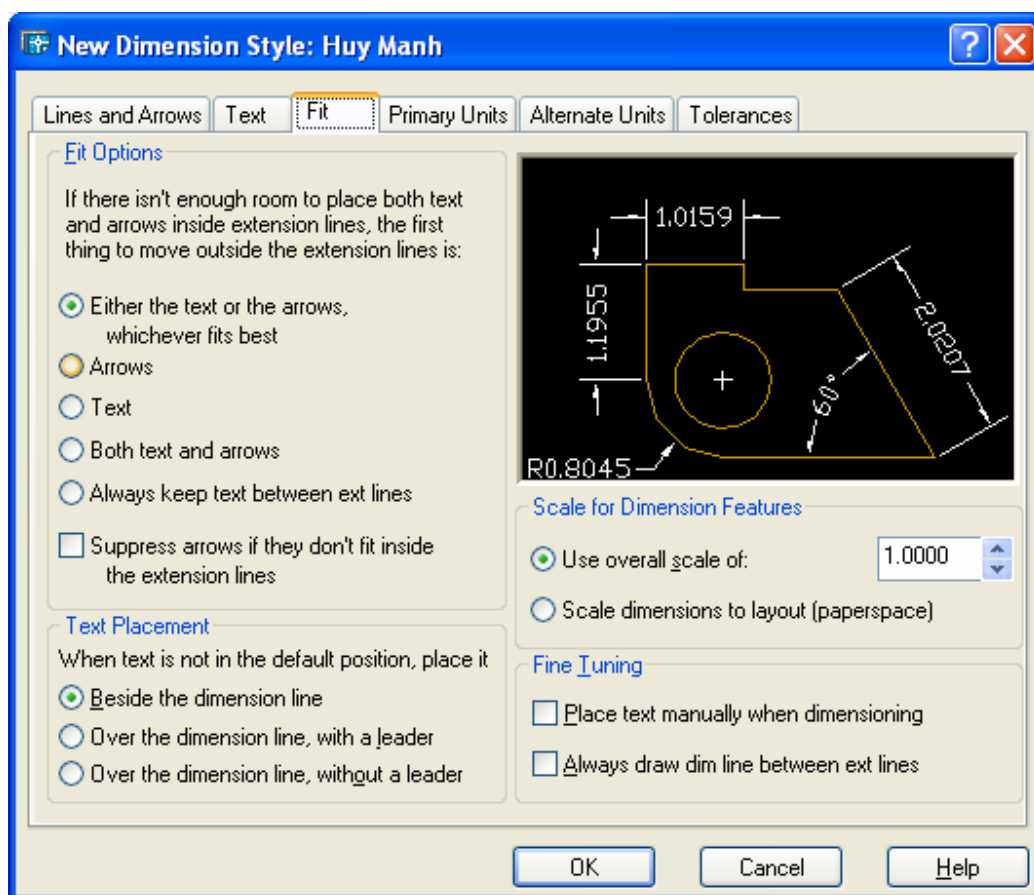 New Dimension Style: Huy Manh
Lines and Arrows
Text
Fit
Primary Units
Alternate Units
Tolerances
Fit Options
If there isn't enough room to place both text
and arrows inside extension lines, the first
thing to move outside the extension lines is:
Either the text or the arrows,
whichever fits best
Arrows
Text
Both text and arrows
Always keep text between ext lines
Suppress arrows if they don't fit inside
the extension lines
Text Placement
When text is not in the default position, place it
Beside the dimension line
Over the dimension line, with a leader
Over the dimension line, without a leader
1.0159
1.1955
2.0207
60°
R0.8045
Scale for Dimension Features
Use overall scale of:
1.0000
Scale dimensions to layout (paperspace)
Fine Tuning
Place text manually when dimensioning
Always draw dim line between ext lines
OK
Cancel
Help